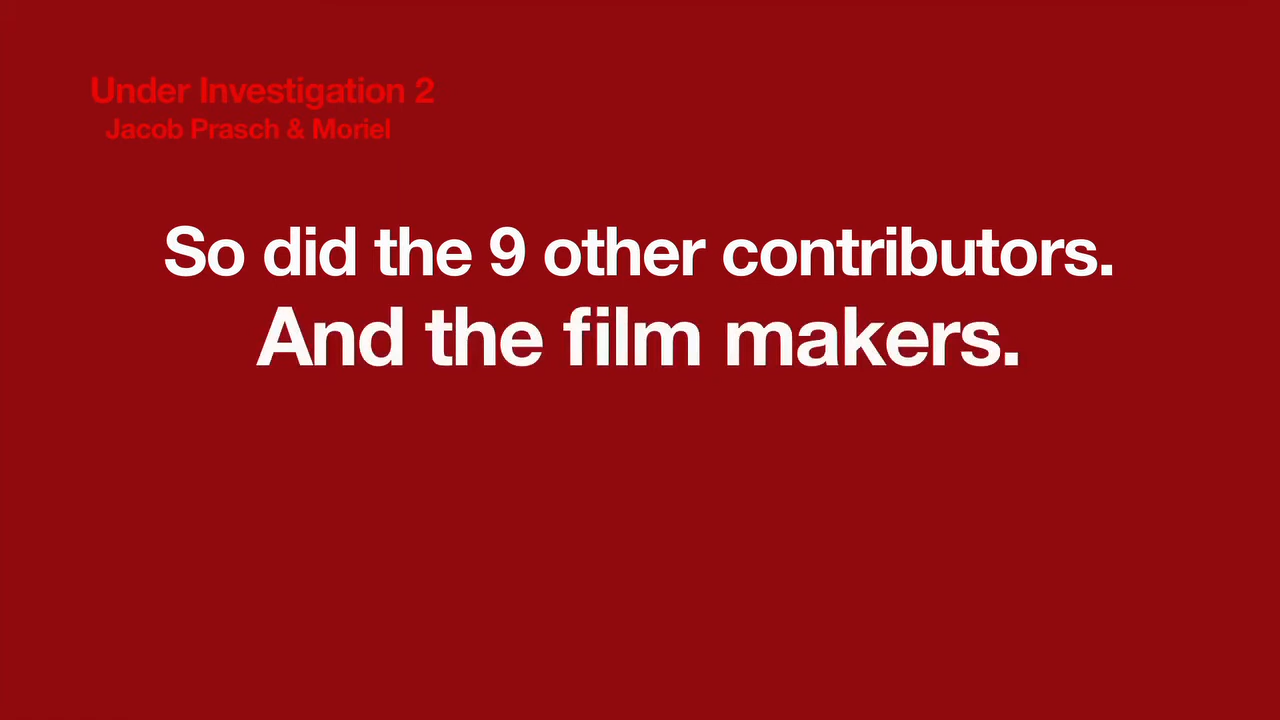 Under Investigation 2
Jacob Prasch & Moriel
So did the 9 other contributors.
And the film makers.